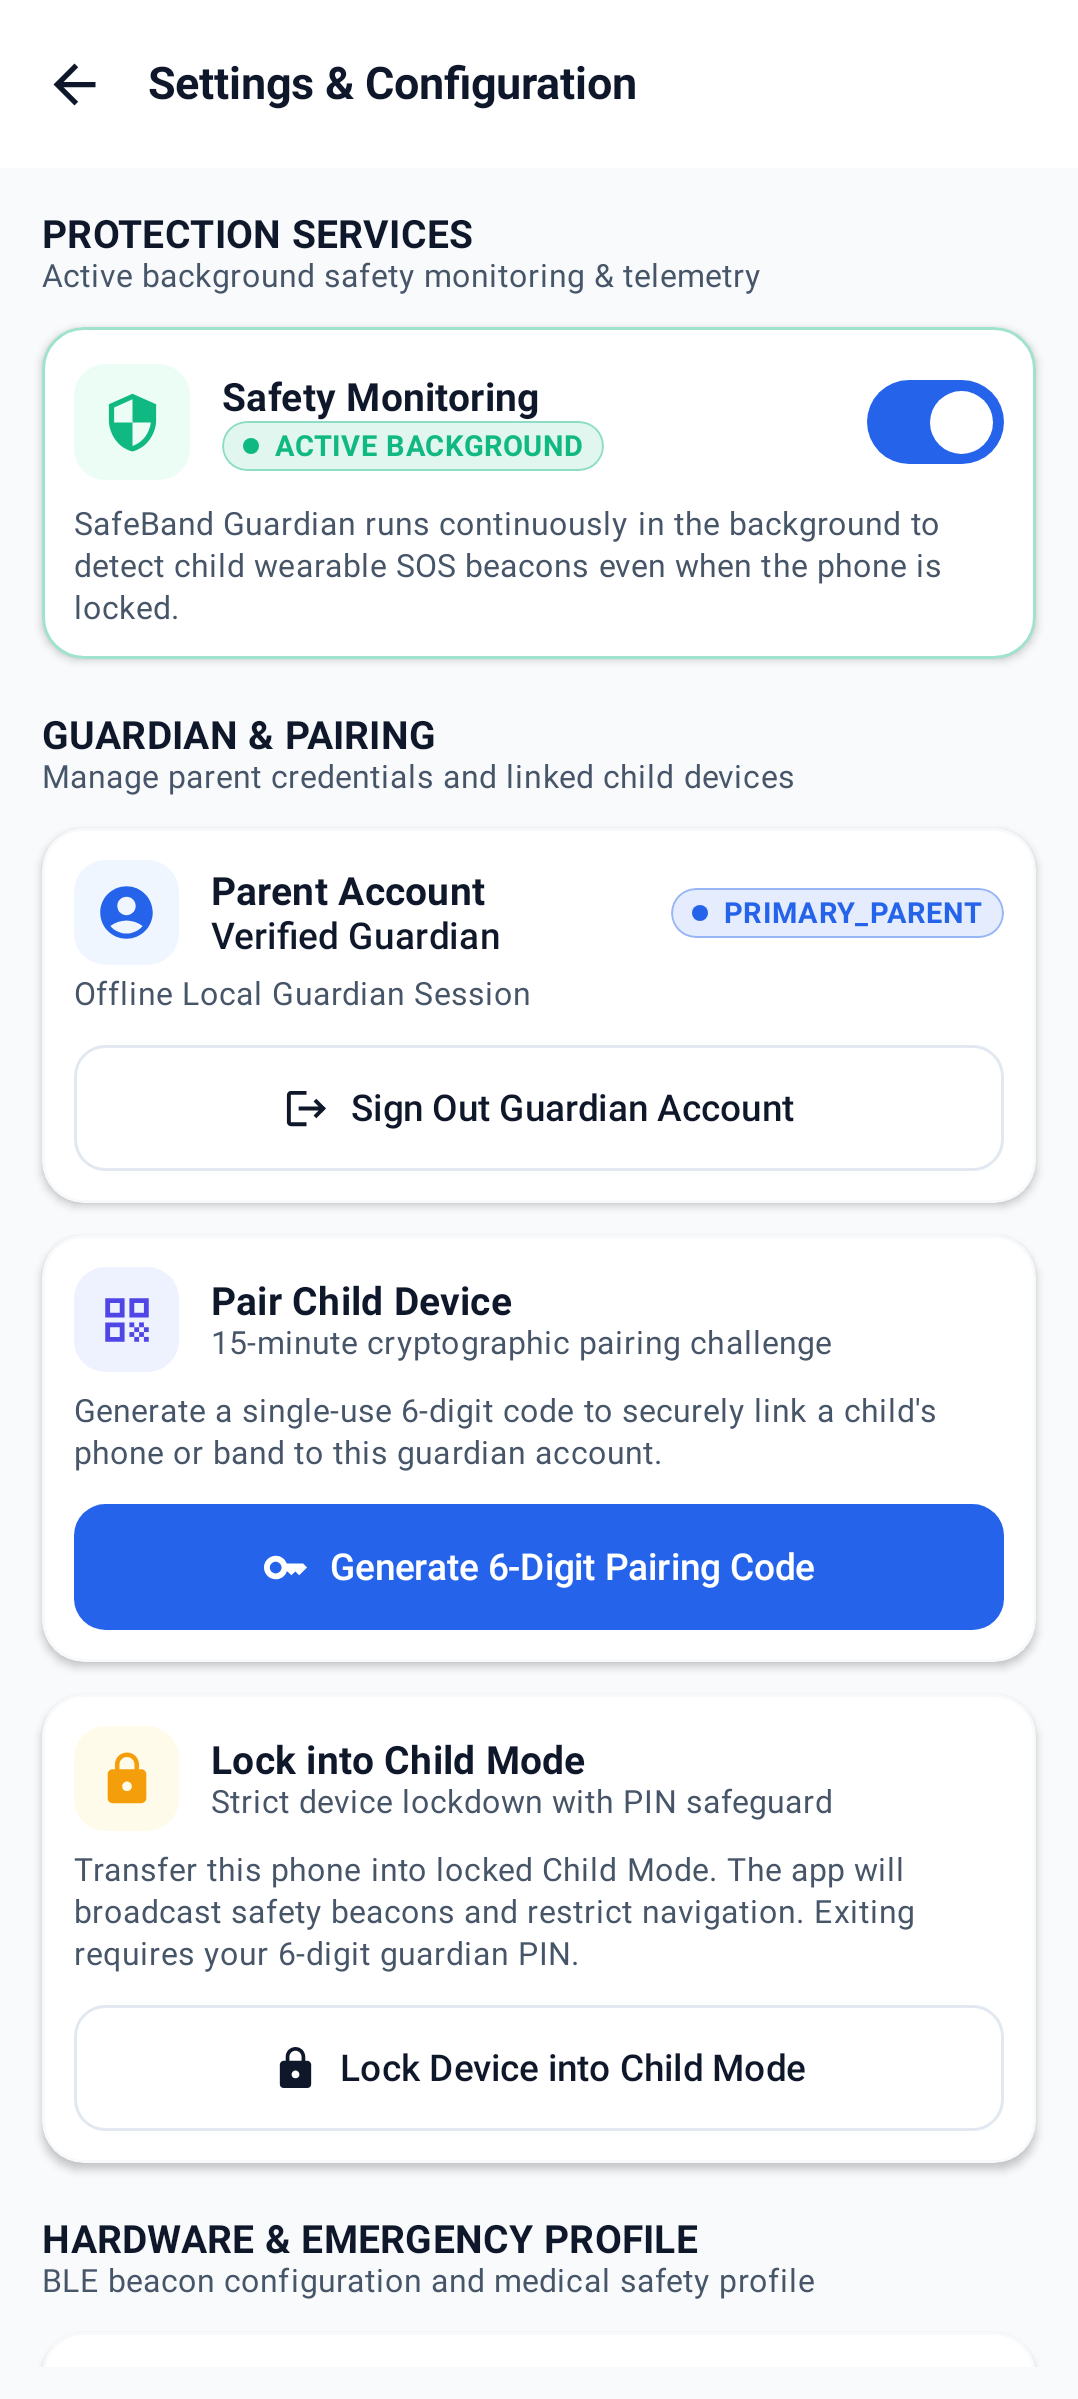 Settings & Configuration
PROTECTION SERVICES
Active background safety monitoring & telemetry
Safety Monitoring
ACTIVE BACKGROUND
SafeBand Guardian runs continuously in the background to
detect child wearable SOS beacons even when the phone is
locked.
GUARDIAN & PAIRING
Manage parent credentials and linked child devices
Parent Account
Verified Guardian
PRIMARY_PARENT
Offline Local Guardian Session
Sign Out Guardian Account
Pair Child Device
15-minute cryptographic pairing challenge
Generate a single-use 6-digit code to securely link a child's
phone or band to this guardian account.
Generate 6-Digit Pairing Code
Lock into Child Mode
Strict device lockdown with PIN safeguard
Transfer this phone into locked Child Mode. The app will
broadcast safety beacons and restrict navigation. Exiting
requires your 6-digit guardian PIN.
Lock Device into Child Mode
HARDWARE & EMERGENCY PROFILE
BLE beacon configuration and medical safety profile